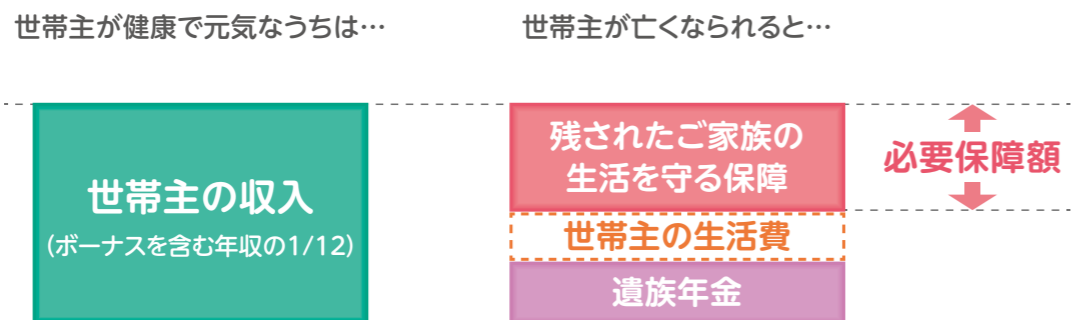 世帯主が健康で元気なうちは…
世帯主が亡くなられると…
世帯主の収入
(ボーナスを含む年収の1/12)
残されたご家族の
生活を守る保障
世帯主の生活費
遺族年金
必要保障額